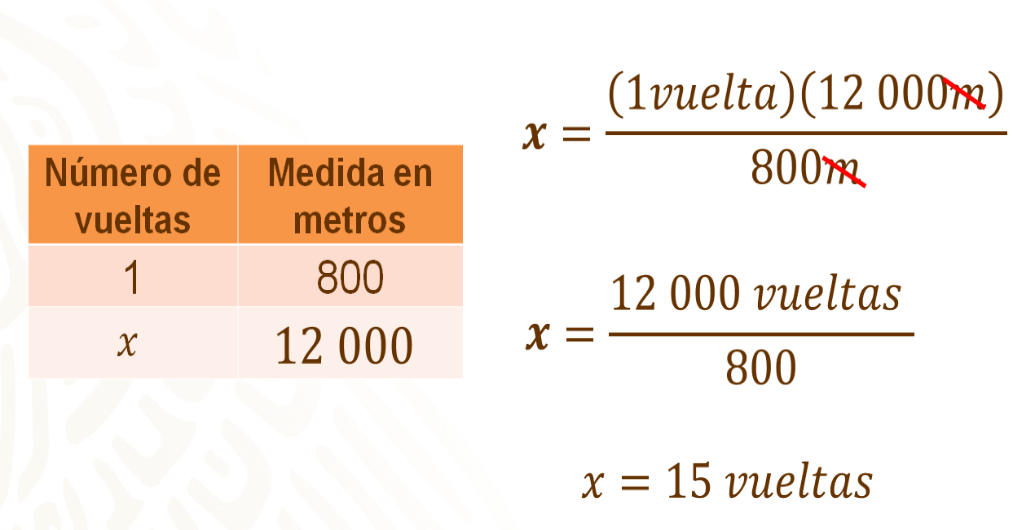 Número de vueltas
Medida en metros
1
800
x
12 000
x = (1vuelta)(12 000m) / 800m
x = 12 000 vueltas / 800
x = 15 vueltas